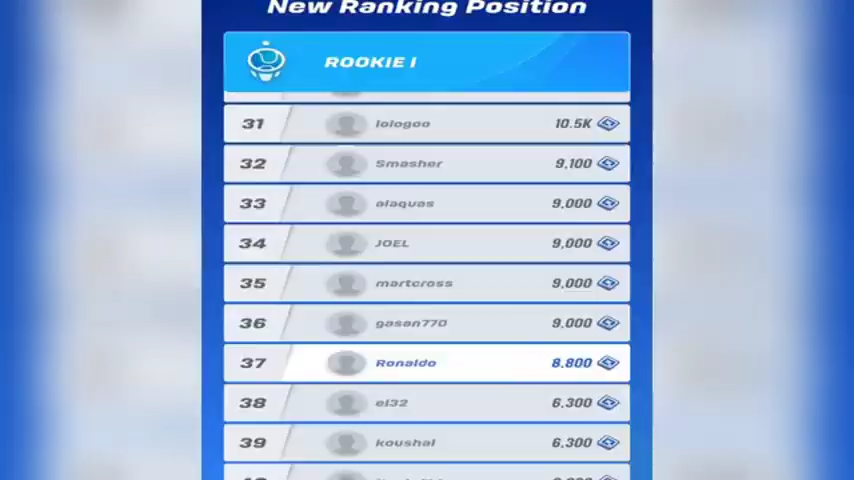 New Ranking Position
ROOKIE I
31 lologoo 10.5K
32 Smasher 9,100
33 alaquas 9,000
34 JOEL 9,000
35 martcross 9,000
36 gasan770 9,000
37 Ronaldo 8,800
38 el32 6,300
39 koushal 6,300